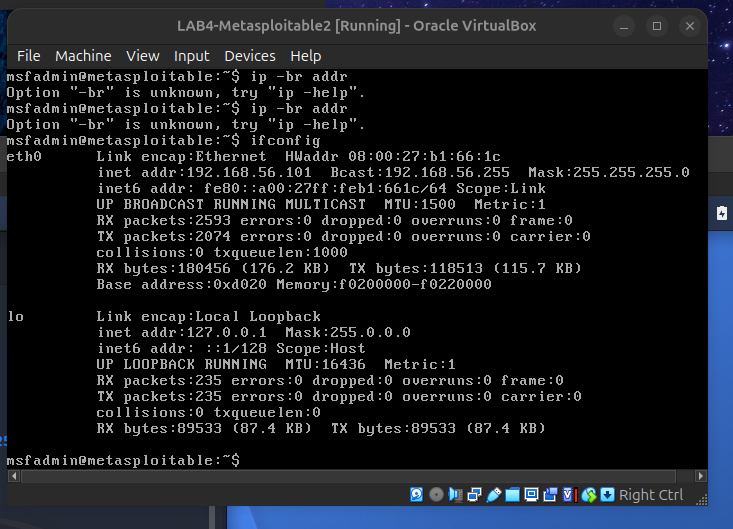 LAB4-Metasploitable2 [Running] - Oracle VirtualBox
File Machine View Input Devices Help
msfadmin@metasploitable:~$ ip -br addr
Option "-br" is unknown, try "ip -help".
msfadmin@metasploitable:~$ ip -br addr
Option "-br" is unknown, try "ip -help".
msfadmin@metasploitable:~$ ifconfig
eth0 Link encap:Ethernet HWaddr 08:00:27:b1:66:1c
inet addr:192.168.56.101 Bcast:192.168.56.255 Mask:255.255.255.0
inet6 addr: fe80::a00:27ff:feb1:661c/64 Scope:Link
UP BROADCAST RUNNING MULTICAST MTU:1500 Metric:1
RX packets:2593 errors:0 dropped:0 overruns:0 frame:0
TX packets:2074 errors:0 dropped:0 overruns:0 carrier:0
collisions:0 txqueuelen:1000
RX bytes:180456 (176.2 KB) TX bytes:118513 (115.7 KB)
Base address:0xd020 Memory:f0200000-f0220000
lo Link encap:Local Loopback
inet addr:127.0.0.1 Mask:255.0.0.0
inet6 addr: ::1/128 Scope:Host
UP LOOPBACK RUNNING MTU:16436 Metric:1
RX packets:235 errors:0 dropped:0 overruns:0 frame:0
TX packets:235 errors:0 dropped:0 overruns:0 carrier:0
collisions:0 txqueuelen:0
RX bytes:89533 (87.4 KB) TX bytes:89533 (87.4 KB)
msfadmin@metasploitable:~$
Right Ctrl